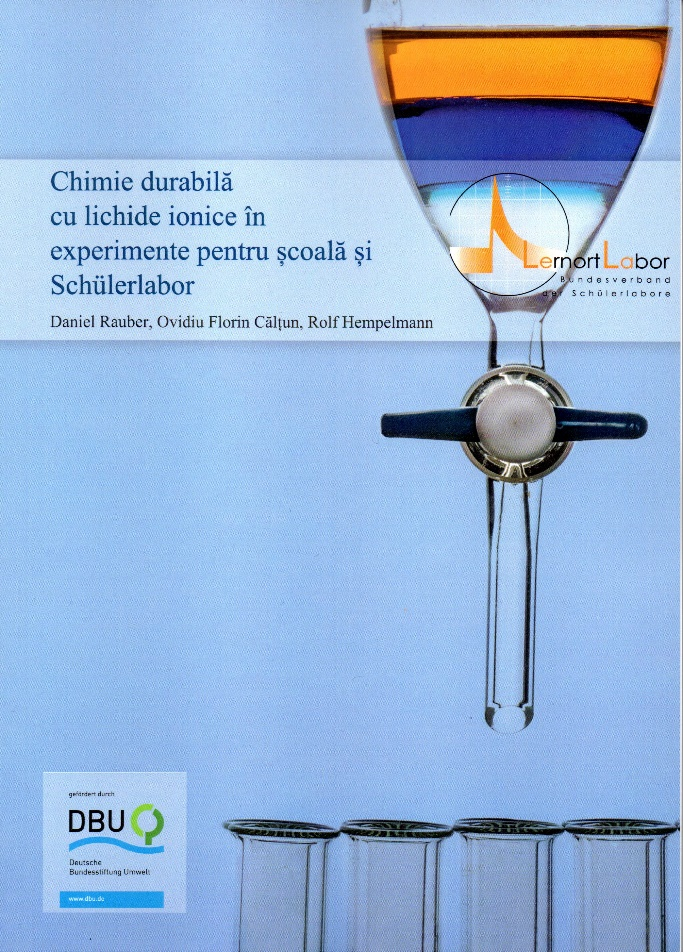 Chimie durabilă
cu lichide ionice în
experimente pentru școală și
Schülerlabor
Daniel Rauber, Ovidiu Florin Călțun, Rolf Hempelmann
LernortLabor
Bundesverband
der Schülerlabore
gefördert durch
DBU
Deutsche
Bundesstiftung Umwelt
www.dbu.de